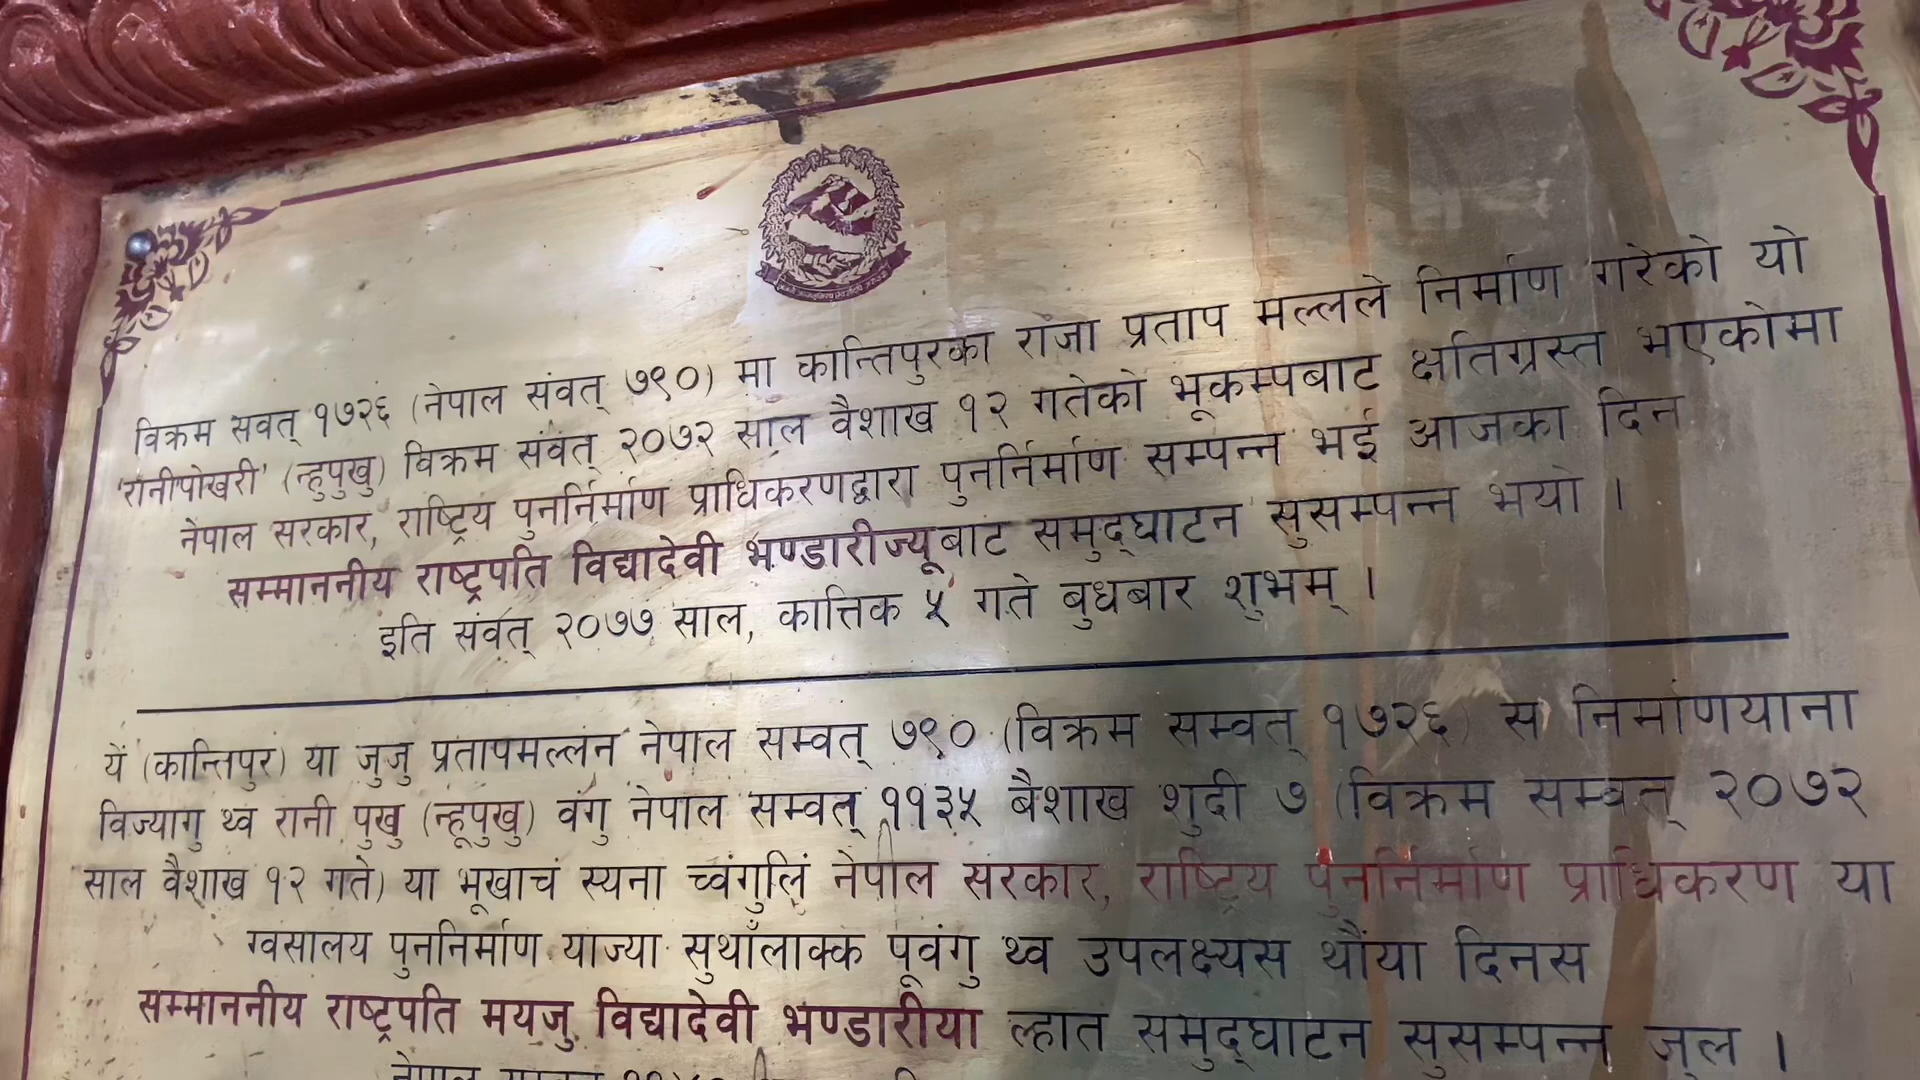 विक्रम सवत् १७२६ (नेपाल संवत् ७९०) मा कान्तिपुरका राजा प्रताप मल्लले निर्माण गरेको यो
'रानीपोखरी' (न्हुपुखु) विक्रम संवत् २०७२ साल वैशाख १२ गतेको भूकम्पबाट क्षतिग्रस्त भएकोमा
नेपाल सरकार, राष्ट्रिय पुनर्निर्माण प्राधिकरणद्वारा पुनर्निर्माण सम्पन्न भई आजका दिन
सम्माननीय राष्ट्रपति विद्यादेवी भण्डारीज्यूबाट समुद्घाटन सुसम्पन्न भयो ।
इति संवत् २०७७ साल, कात्तिक ५ गते बुधबार शुभम् ।
यें (कान्तिपुर) या जुजु प्रतापमल्लनं नेपाल सम्वत् ७९० (विक्रम सम्वत् १७२६) स निर्माणयाना
विज्यागु थ्व रानी पुखु (न्हूपुखु) वंगु नेपाल सम्वत् ११३५ बैशाख शुदी ७ (विक्रम सम्वत् २०७२
साल वैशाख १२ गते) या भूखाचं स्यना च्वंगुलिं नेपाल सरकार, राष्ट्रिय पुनर्निर्माण प्राधिकरण या
ग्वसालय पुननिर्माण याज्या सुथाँलाक्क पूवंगु थ्व उपलक्ष्यस थौंया दिनस
सम्माननीय राष्ट्रपति मयजु विद्यादेवी भण्डारीया ल्हातं समुद्घाटन सुसम्पन्न जुल ।